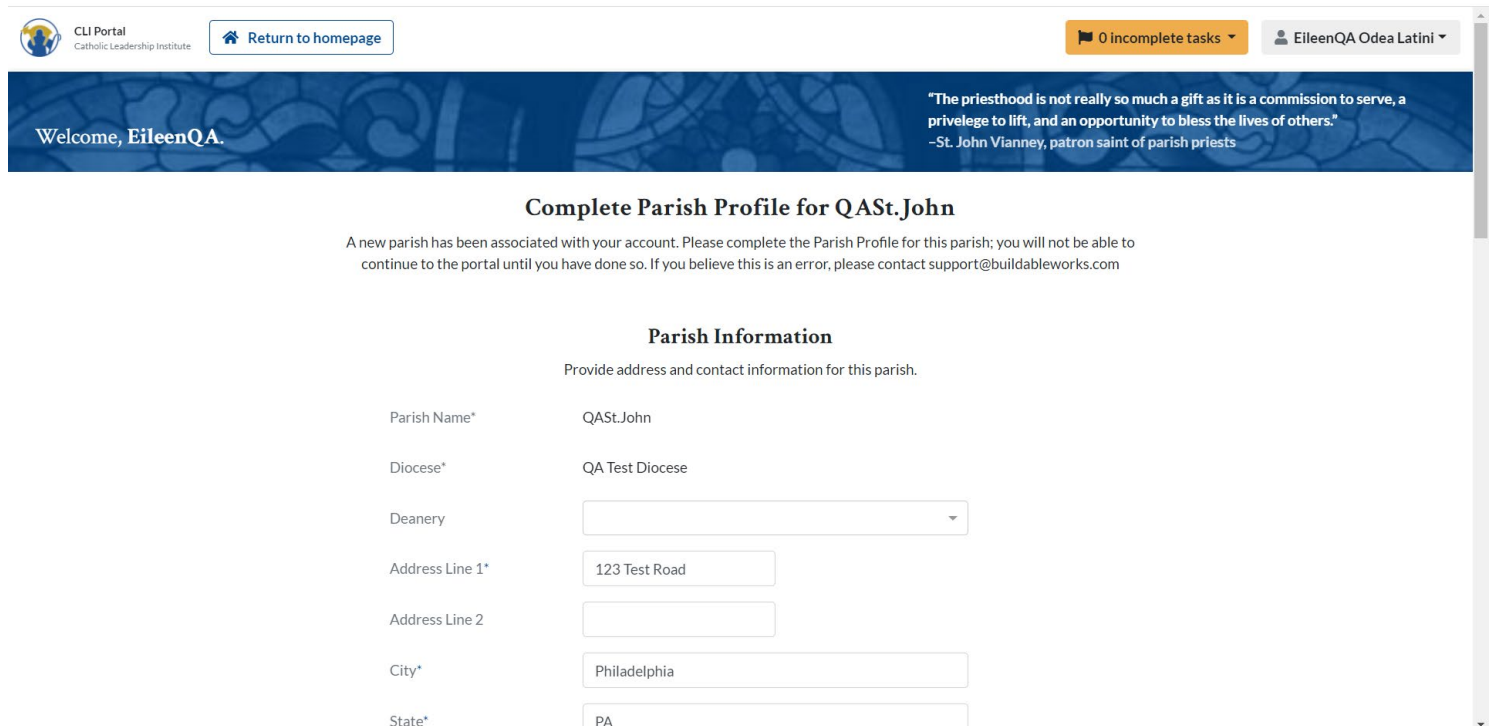 CLI Portal
Catholic Leadership Institute
Return to homepage
0 incomplete tasks
EileenQA Odea Latini
Welcome, EileenQA.
“The priesthood is not really so much a gift as it is a commission to serve, a
privelege to lift, and an opportunity to bless the lives of others.”
–St. John Vianney, patron saint of parish priests
Complete Parish Profile for QASt.John
A new parish has been associated with your account. Please complete the Parish Profile for this parish; you will not be able to
continue to the portal until you have done so. If you believe this is an error, please contact support@buildableworks.com
Parish Information
Provide address and contact information for this parish.
Parish Name* QASt.John
Diocese* QA Test Diocese
Deanery
Address Line 1* 123 Test Road
Address Line 2
City* Philadelphia
State* PA